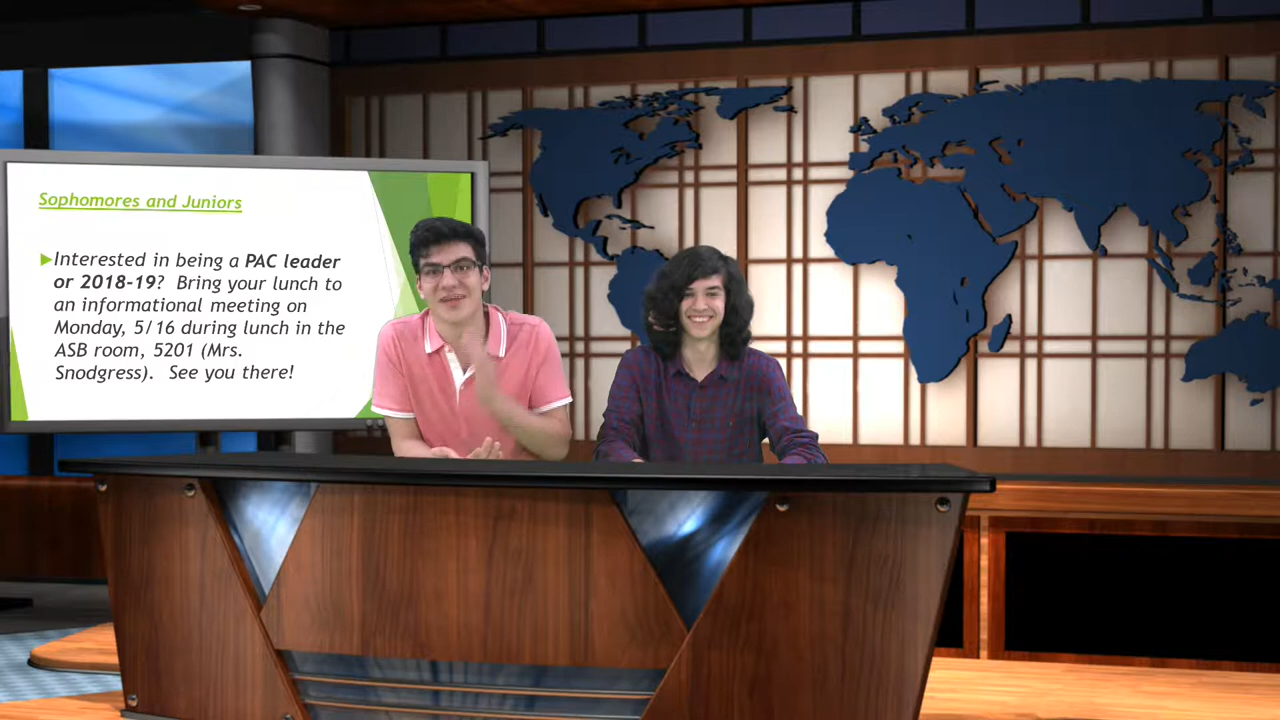 Sophomores and Juniors
Interested in being a PAC leader
or 2018-19? Bring your lunch to
an informational meeting on
Monday, 5/16 during lunch in the
ASB room, 5201 (Mrs.
Snodgress). See you there!